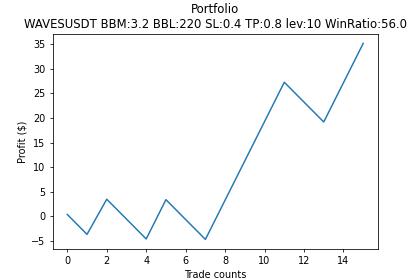 Portfolio
WAVESUSDT BBM:3.2 BBL:220 SL:0.4 TP:0.8 lev:10 WinRatio:56.0
35
30
25
20
15
10
5
0
−5
Profit ($)
0 2 4 6 8 10 12 14
Trade counts